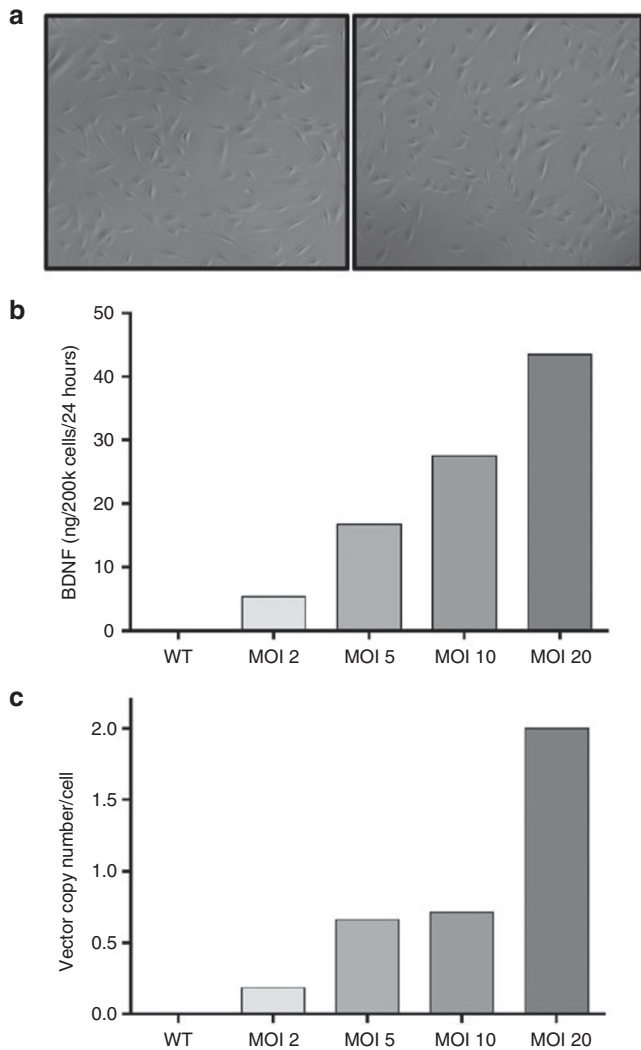 a
b
BDNF (ng/200k cells/24 hours)
50
40
30
20
10
0
WT MOI 2 MOI 5 MOI 10 MOI 20
c
Vector copy number/cell
2.0
1.5
1.0
0.5
0.0
WT MOI 2 MOI 5 MOI 10 MOI 20